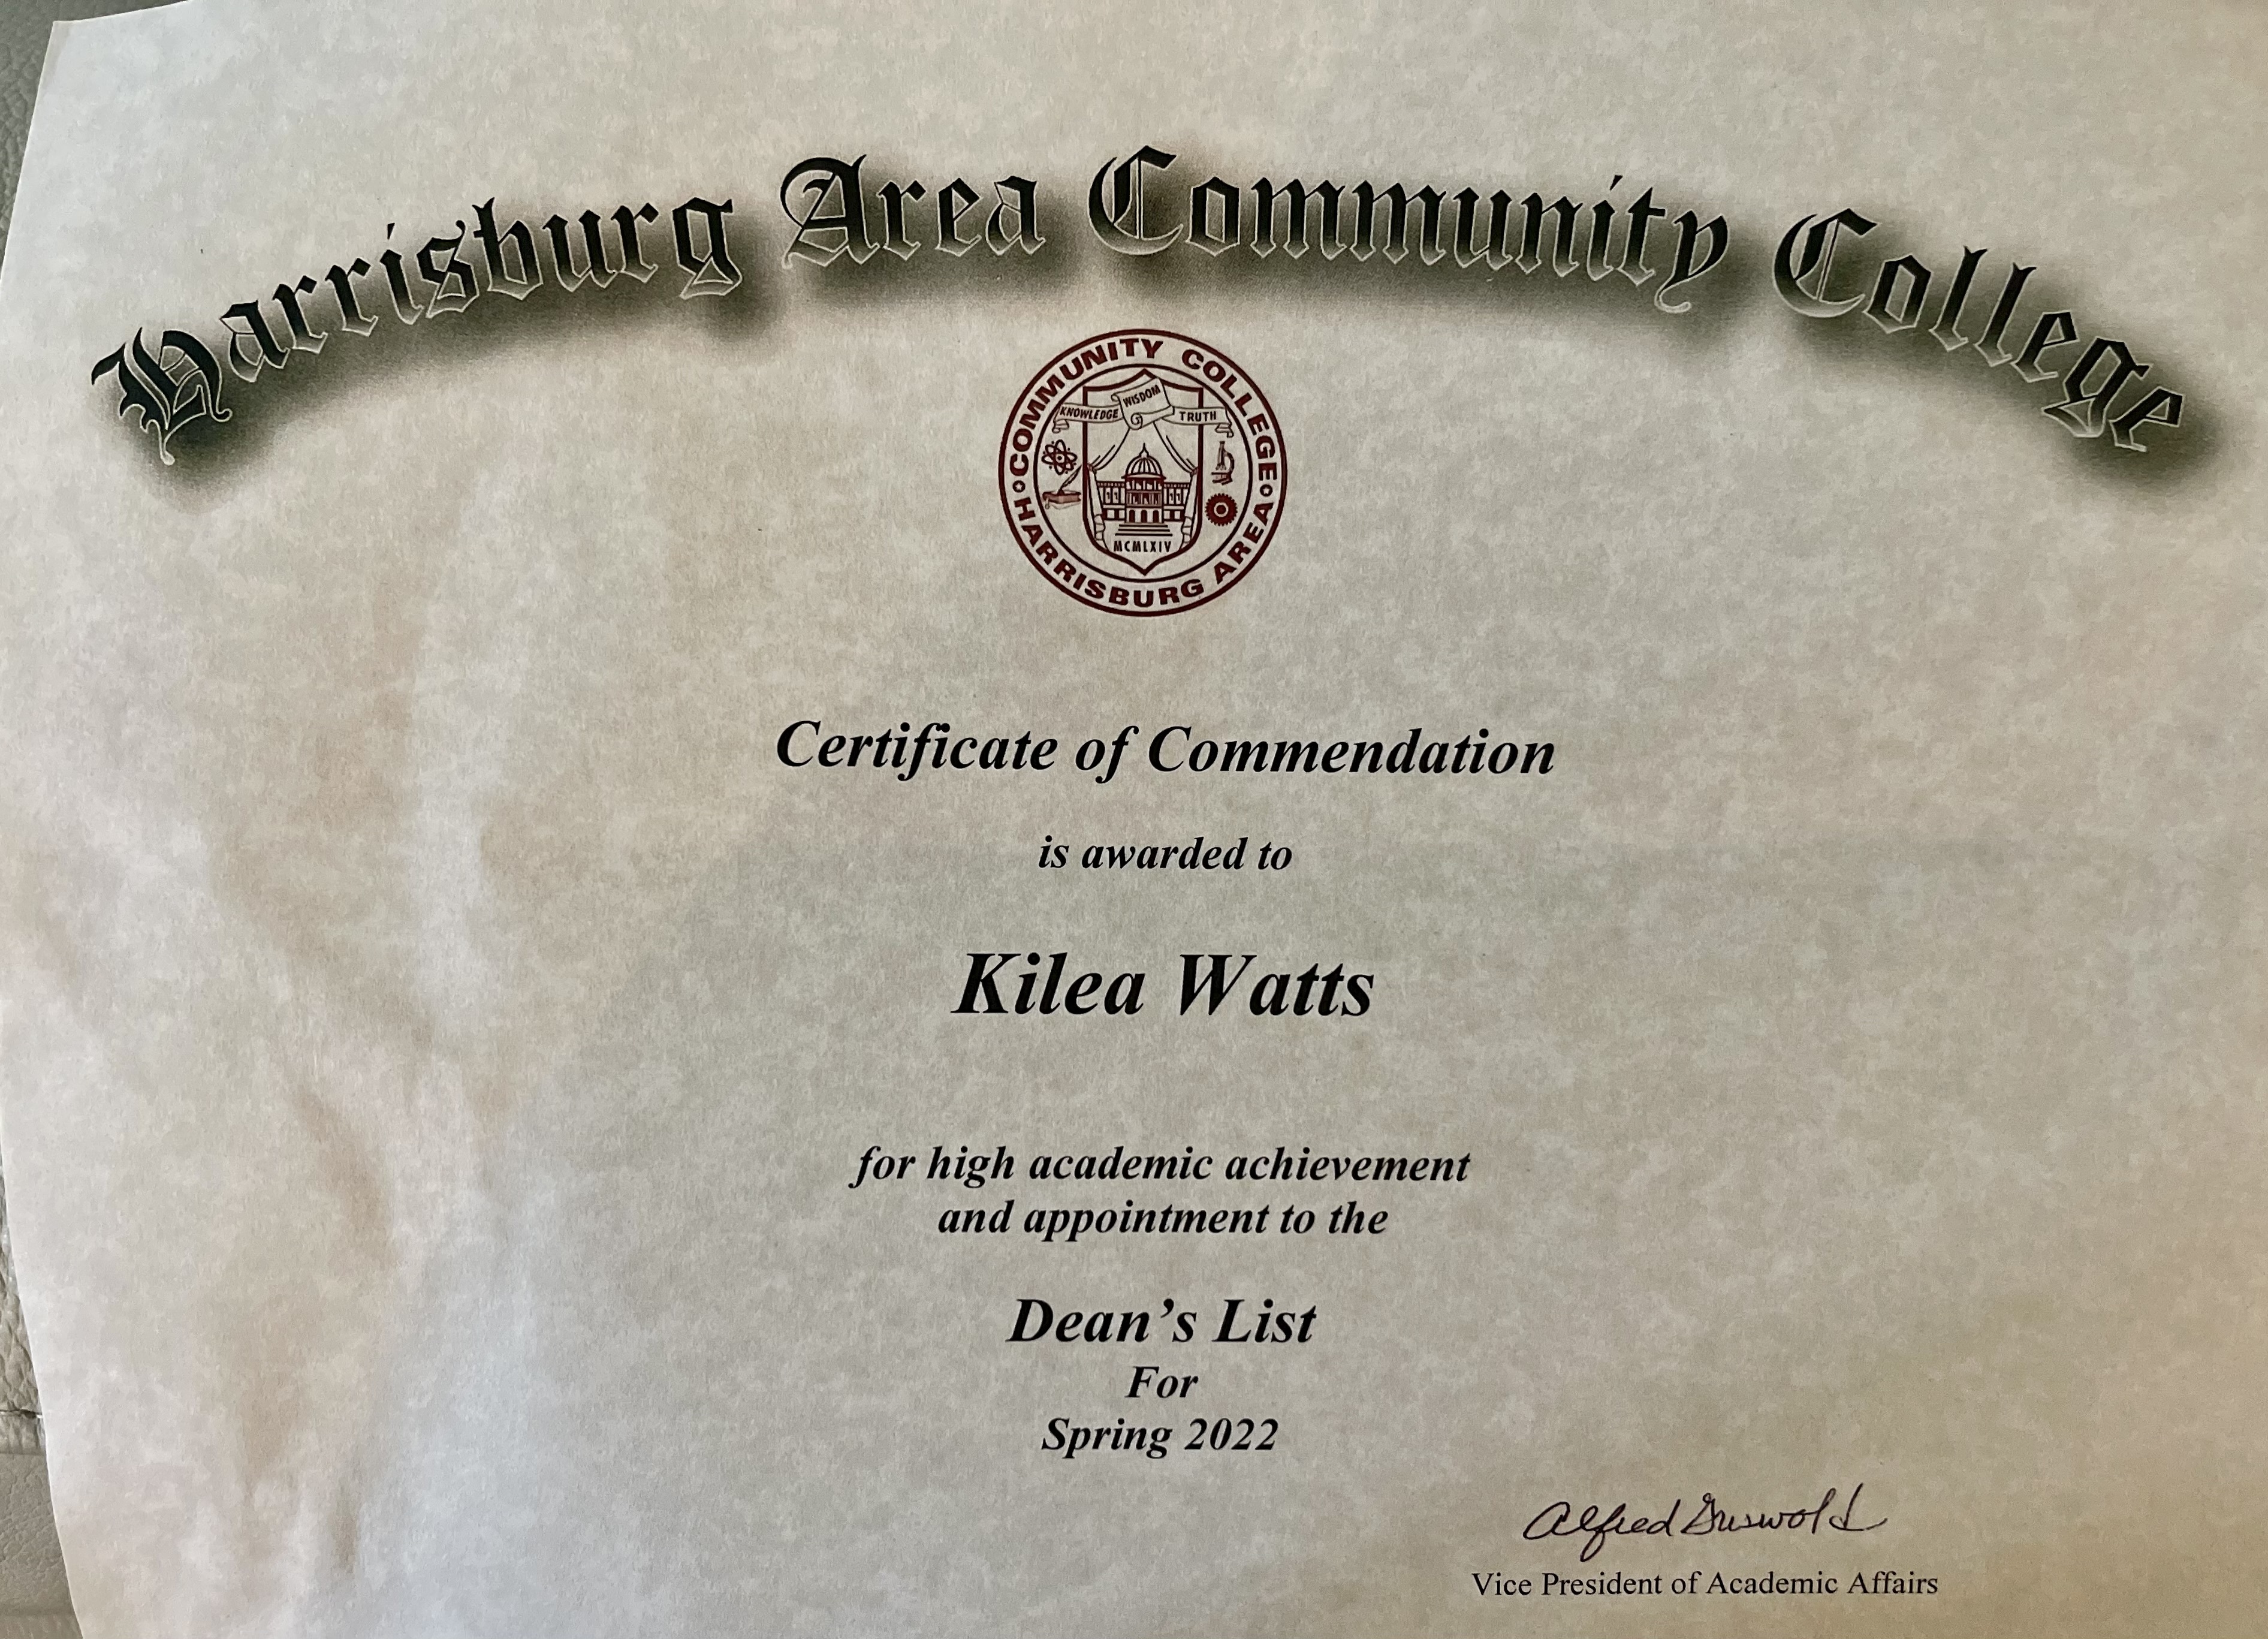 Harrisburg Area Community College
COMMUNITY COLLEGE
KNOWLEDGE WISDOM TRUTH
MCMLXIV
HARRISBURG AREA
Certificate of Commendation
is awarded to
Kilea Watts
for high academic achievement
and appointment to the
Dean's List
For
Spring 2022
Alfred Griswold
Vice President of Academic Affairs